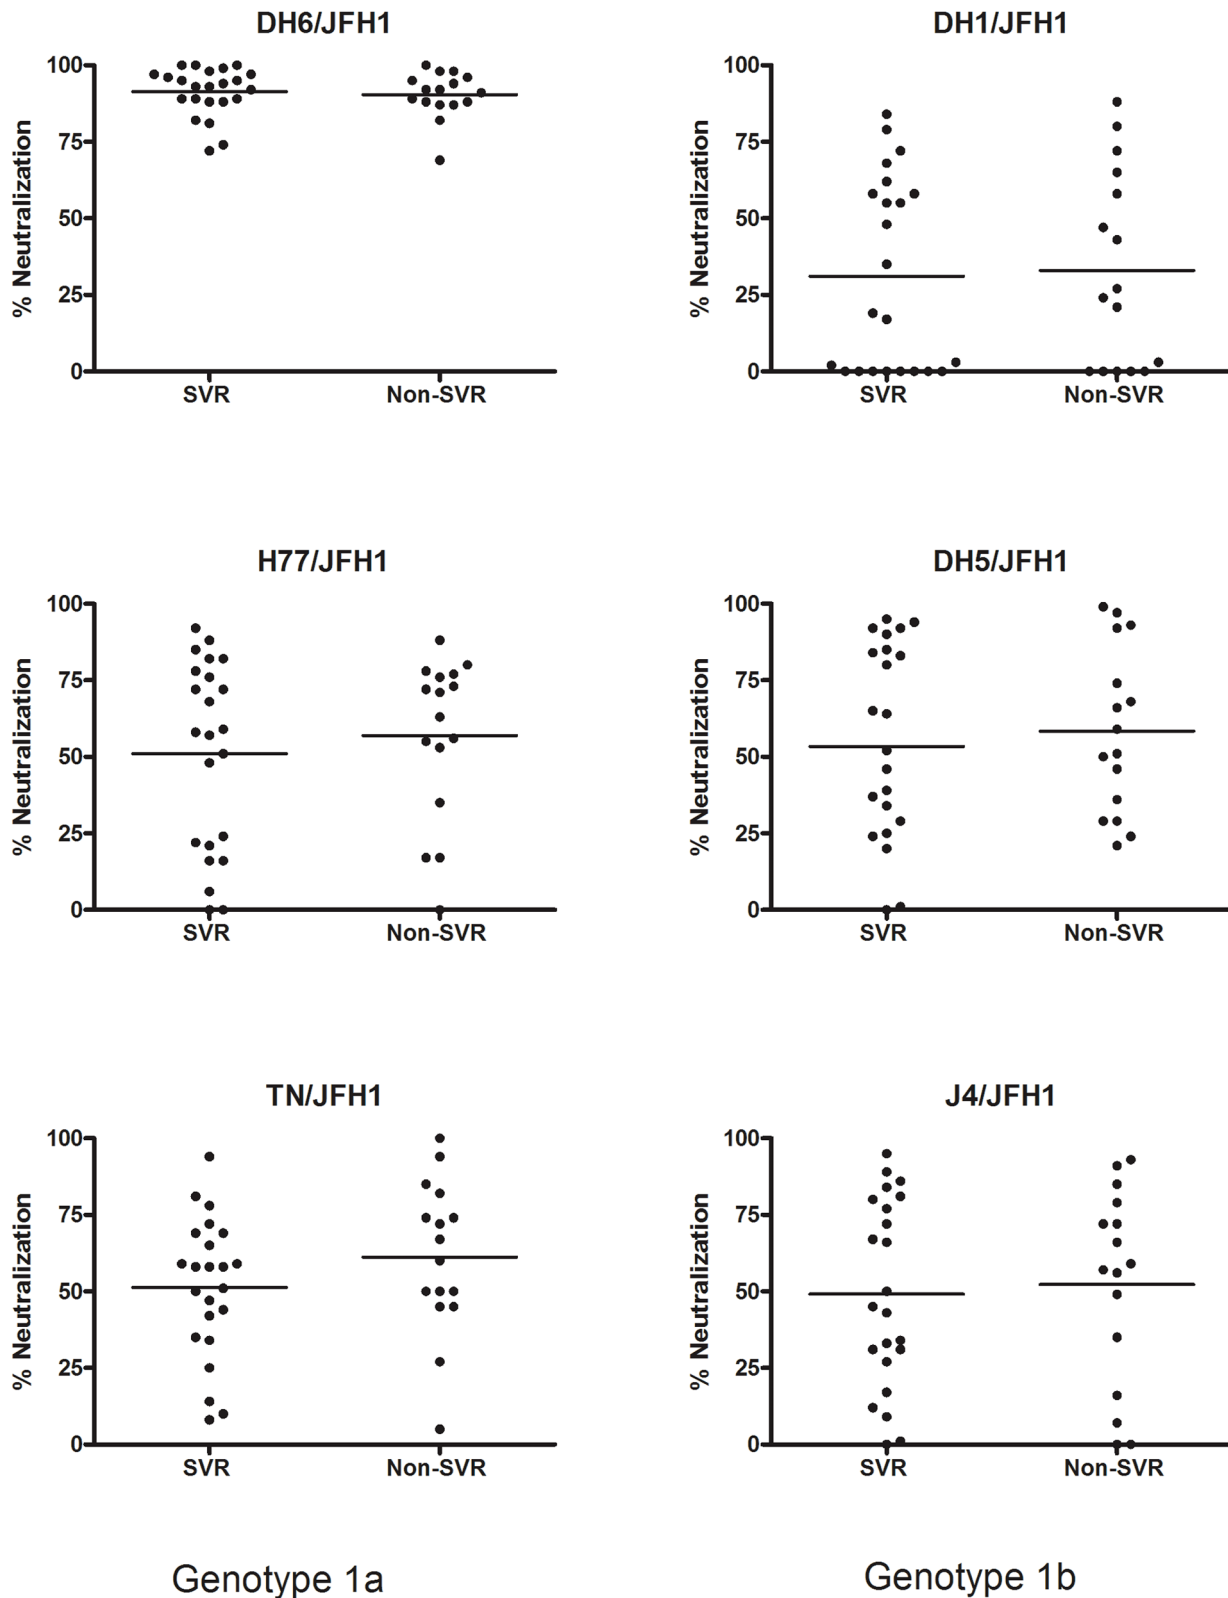 DH6/JFH1
% Neutralization
100
75
50
25
0
SVR Non-SVR
DH1/JFH1
% Neutralization
100
75
50
25
0
SVR Non-SVR
H77/JFH1
% Neutralization
100
75
50
25
0
SVR Non-SVR
DH5/JFH1
% Neutralization
100
75
50
25
0
SVR Non-SVR
TN/JFH1
% Neutralization
100
75
50
25
0
SVR Non-SVR
J4/JFH1
% Neutralization
100
75
50
25
0
SVR Non-SVR
Genotype 1a
Genotype 1b